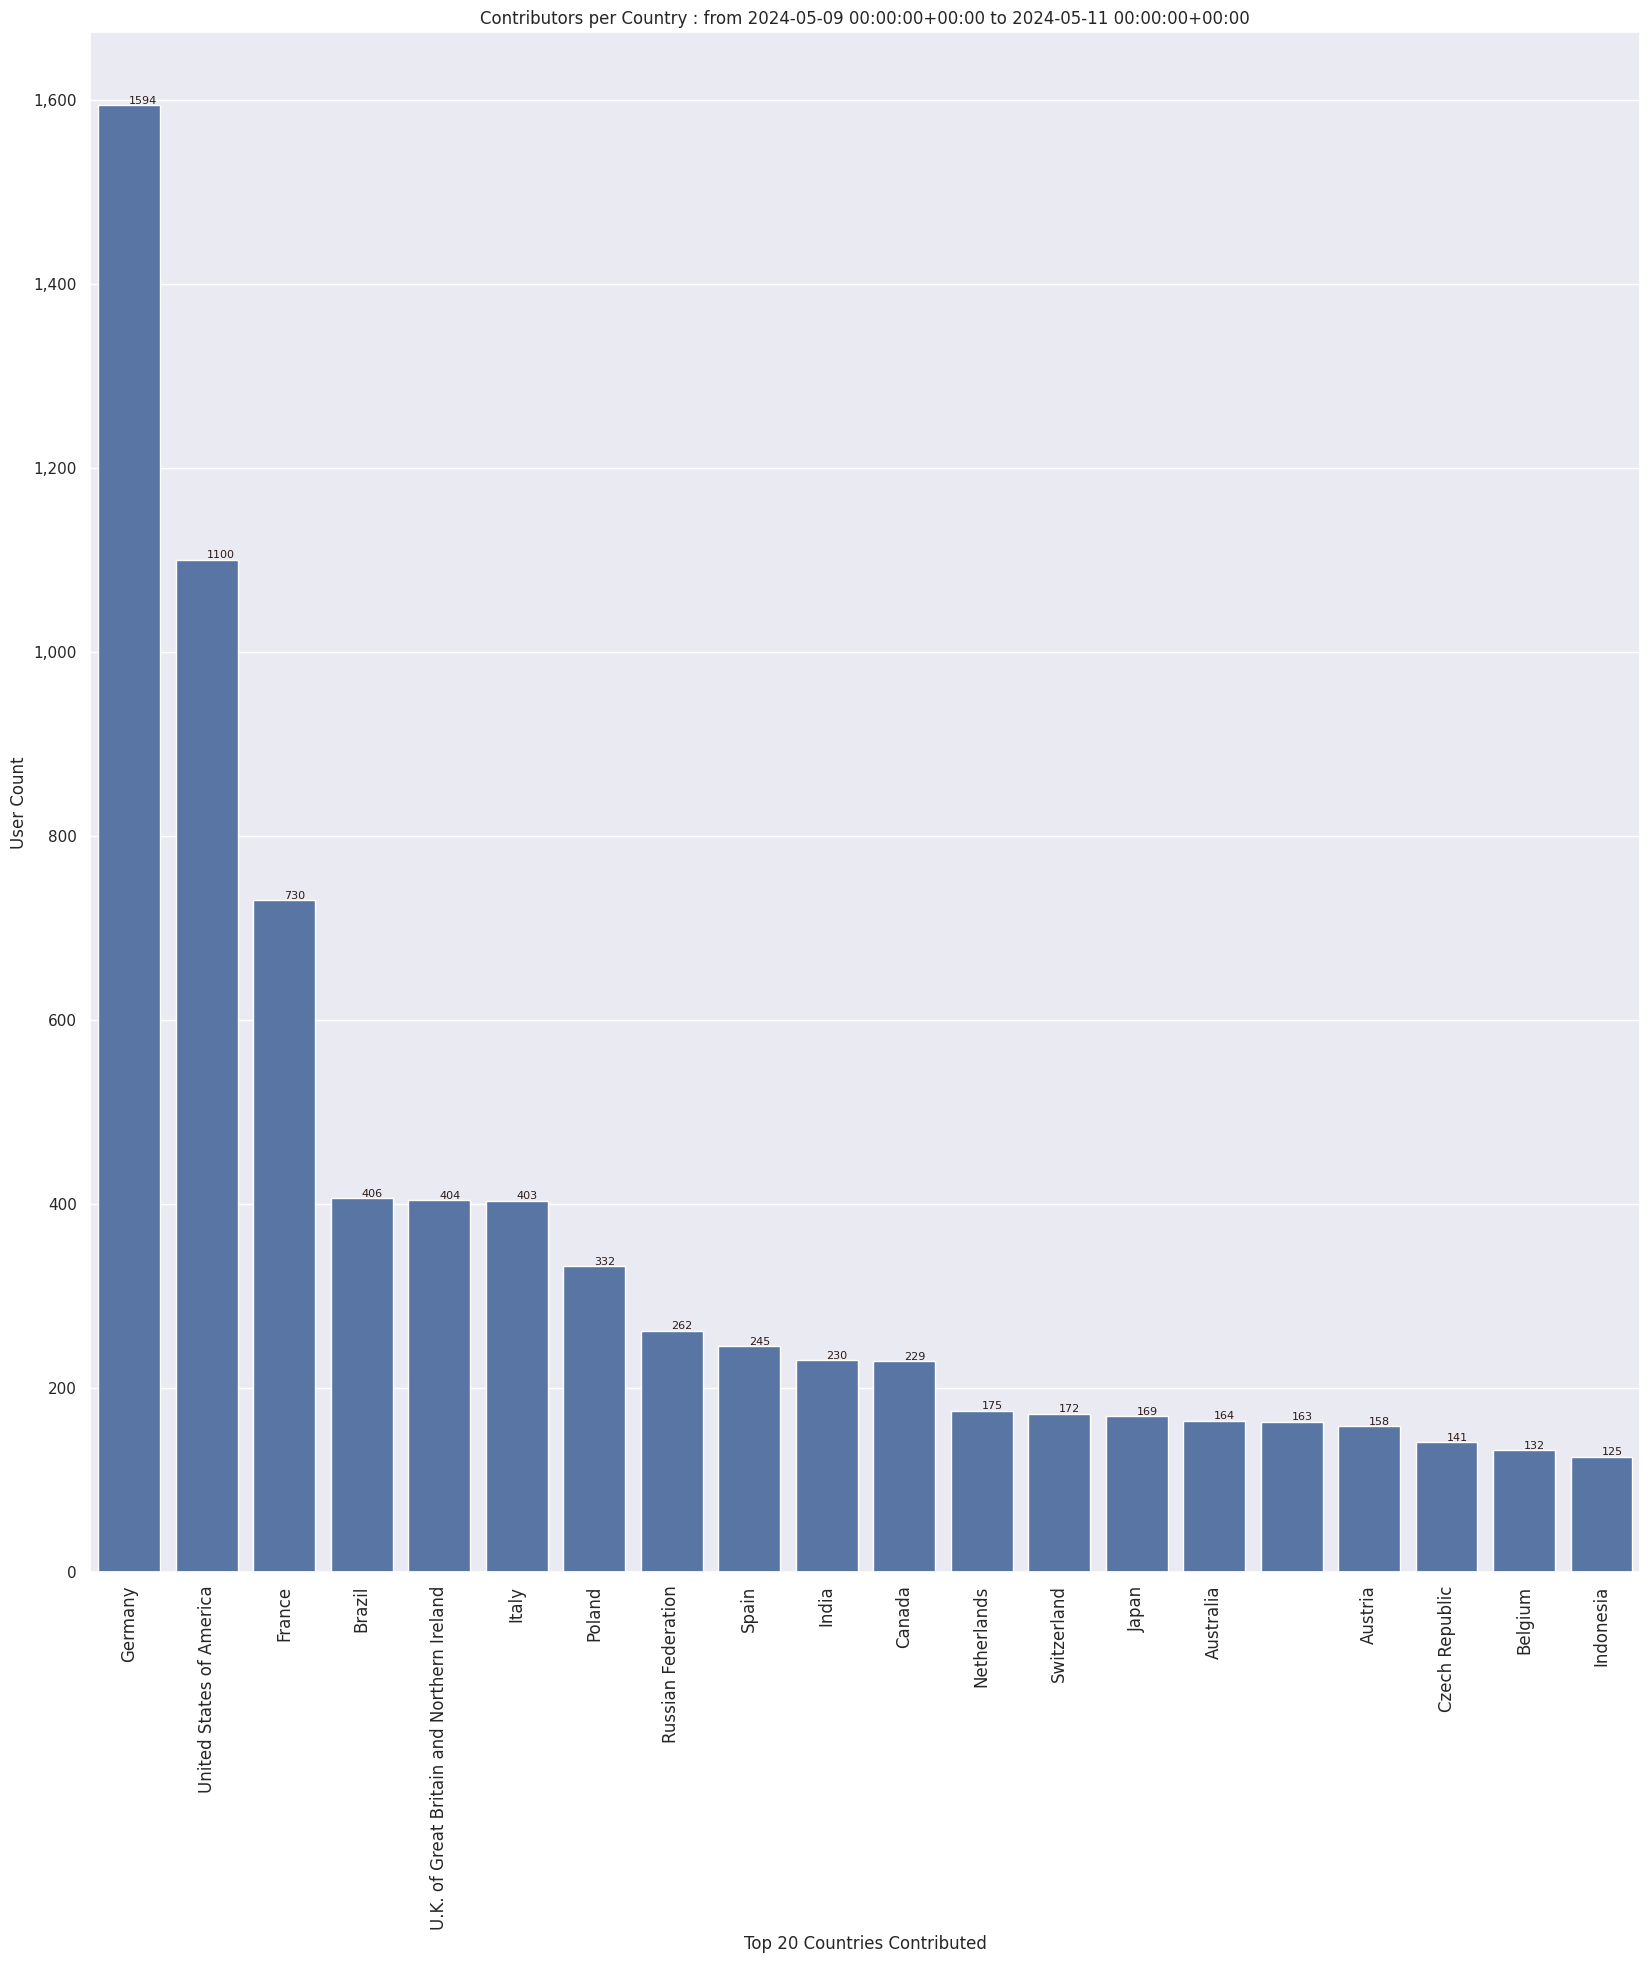 Contributors per Country : from 2024-05-09 00:00:00+00:00 to 2024-05-11 00:00:00+00:00
User Count
1,600
1,400
1,200
1,000
800
600
400
200
0
1594
1100
730
406
404
403
332
262
245
230
229
175
172
169
164
163
158
141
132
125
Germany
United States of America
France
Brazil
U.K. of Great Britain and Northern Ireland
Italy
Poland
Russian Federation
Spain
India
Canada
Netherlands
Switzerland
Japan
Australia
Austria
Czech Republic
Belgium
Indonesia
Top 20 Countries Contributed